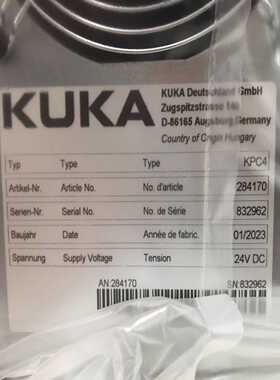 KUKA
KUKA Deutschland GmbH
Zugspitzstrasse 140
D-86165 Augsburg, Germany
Country of Origin Hungary
Typ Type Type KPC4
Artikel-Nr. Article No. No. d'article 284170
Serien-Nr. Serial No. No. de Série 832962
Baujahr Date Année de fabric. 01/2023
Spannung Supply Voltage Tension 24V DC
AN:284170 SN:832962